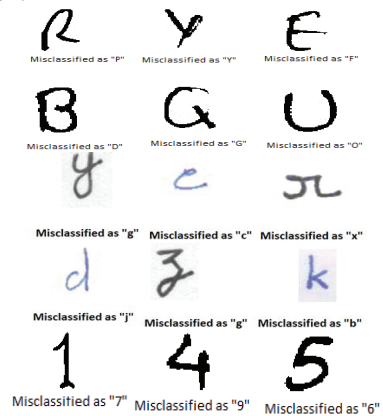 R Y E
Misclassified as "P" Misclassified as "Y" Misclassified as "F"
B G U
Misclassified as "D" Misclassified as "G" Misclassified as "O"
y e r
Misclassified as "g" Misclassified as "c" Misclassified as "x"
d z k
Misclassified as "j" Misclassified as "g" Misclassified as "b"
1 4 5
Misclassitied as "7" Misclassified as "9" Misclassified as "6"